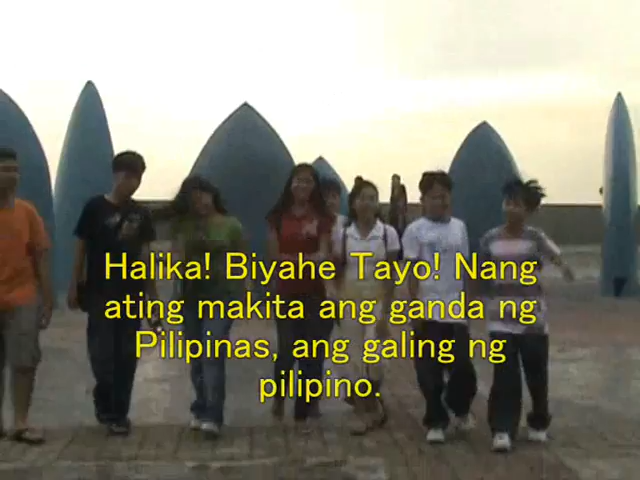 Halika! Biyahe Tayo! Nang
ating makita ang ganda ng
Pilipinas, ang galing ng
pilipino.